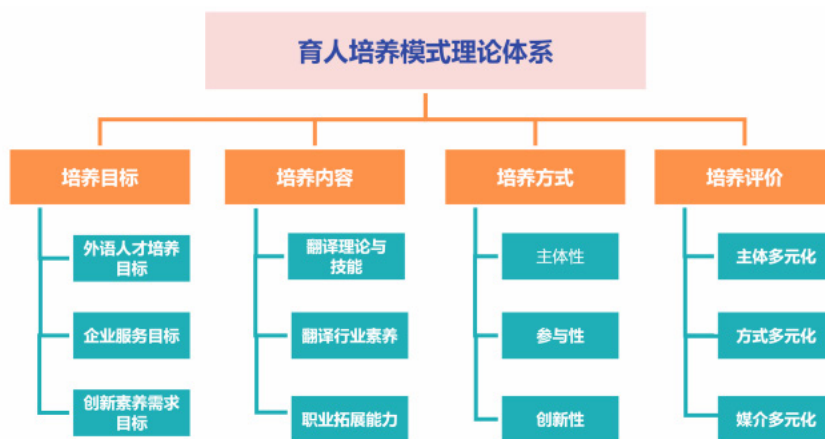 育人培养模式理论体系
培养目标
培养内容
培养方式
培养评价
外语人才培养
目标
企业服务目标
创新素养需求
目标
翻译理论与
技能
翻译行业素养
职业拓展能力
主体性
参与性
创新性
主体多元化
方式多元化
媒介多元化